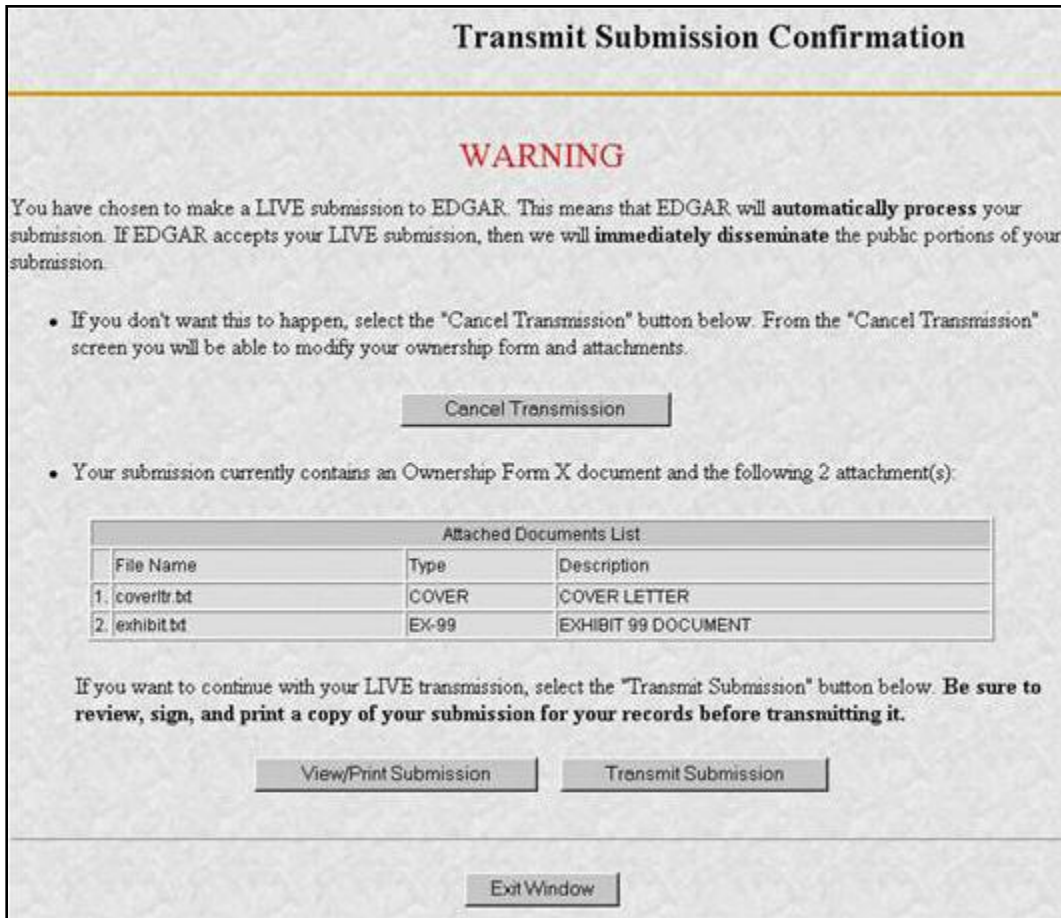 Transmit Submission Confirmation
WARNING
You have chosen to make a LIVE submission to EDGAR. This means that EDGAR will automatically process your
submission. If EDGAR accepts your LIVE submission, then we will immediately disseminate the public portions of your
submission.
• If you don't want this to happen, select the "Cancel Transmission" button below. From the "Cancel Transmission"
screen you will be able to modify your ownership form and attachments.
Cancel Transmission
• Your submission currently contains an Ownership Form X document and the following 2 attachment(s):
Attached Documents List
File Name Type Description
1. coverltr.txt COVER COVER LETTER
2. exhibit.txt EX-99 EXHIBIT 99 DOCUMENT
If you want to continue with your LIVE transmission, select the "Transmit Submission" button below. Be sure to
review, sign, and print a copy of your submission for your records before transmitting it.
View/Print Submission Transmit Submission
Exit Window